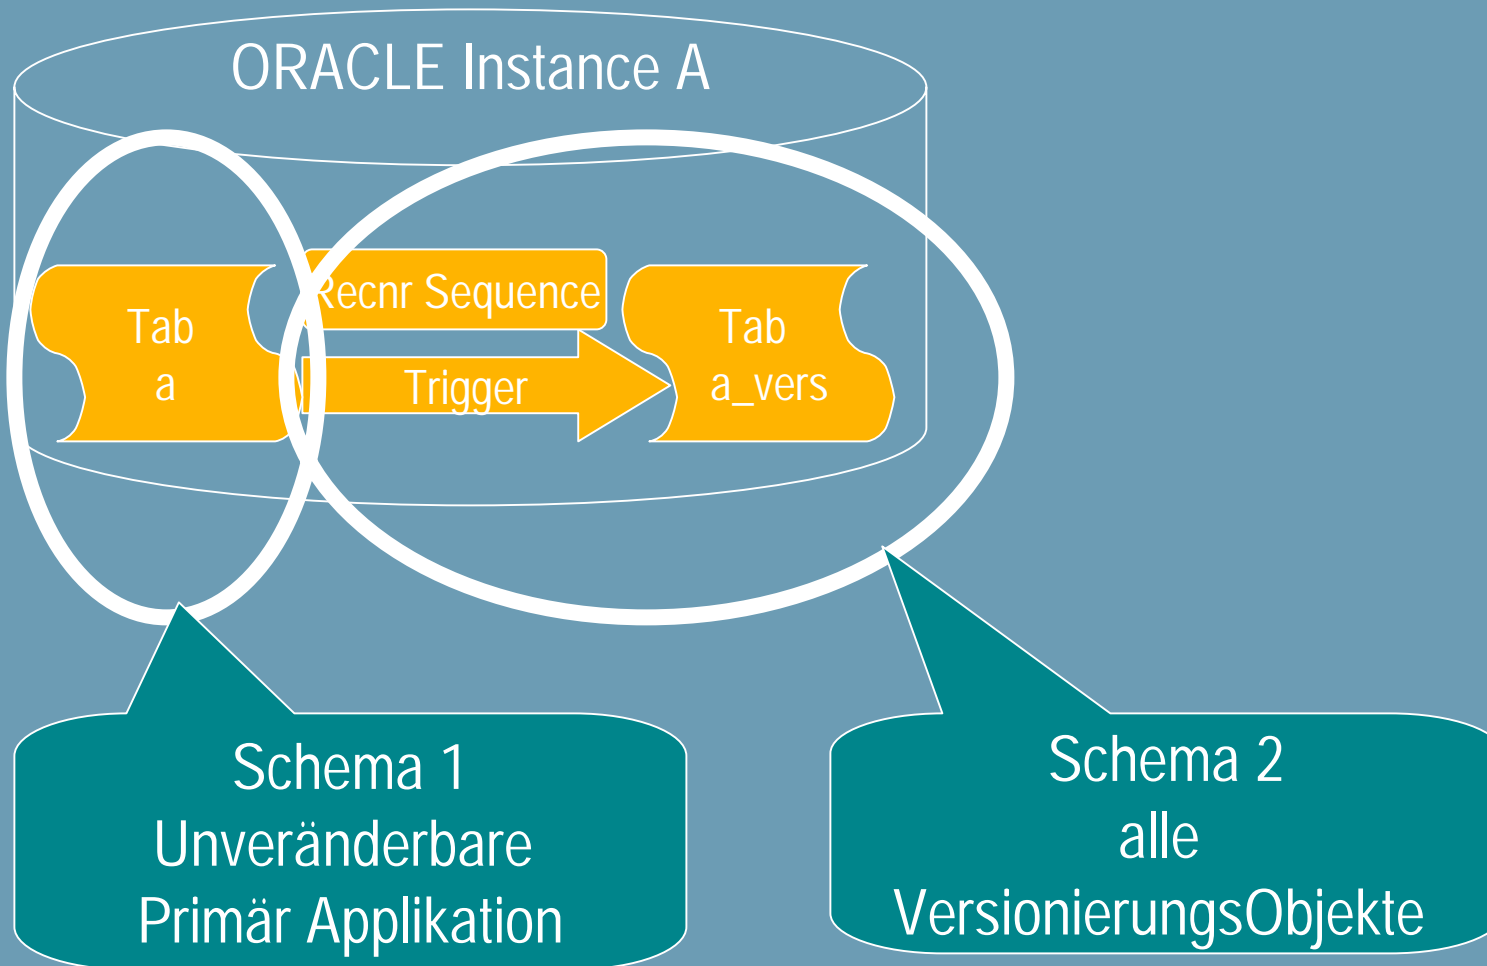 ORACLE Instance A
Recnr Sequence
Tab
a
Trigger
Tab
a_vers
Schema 1
Unveränderbare
Primär Applikation
Schema 2
alle
VersionierungsObjekte